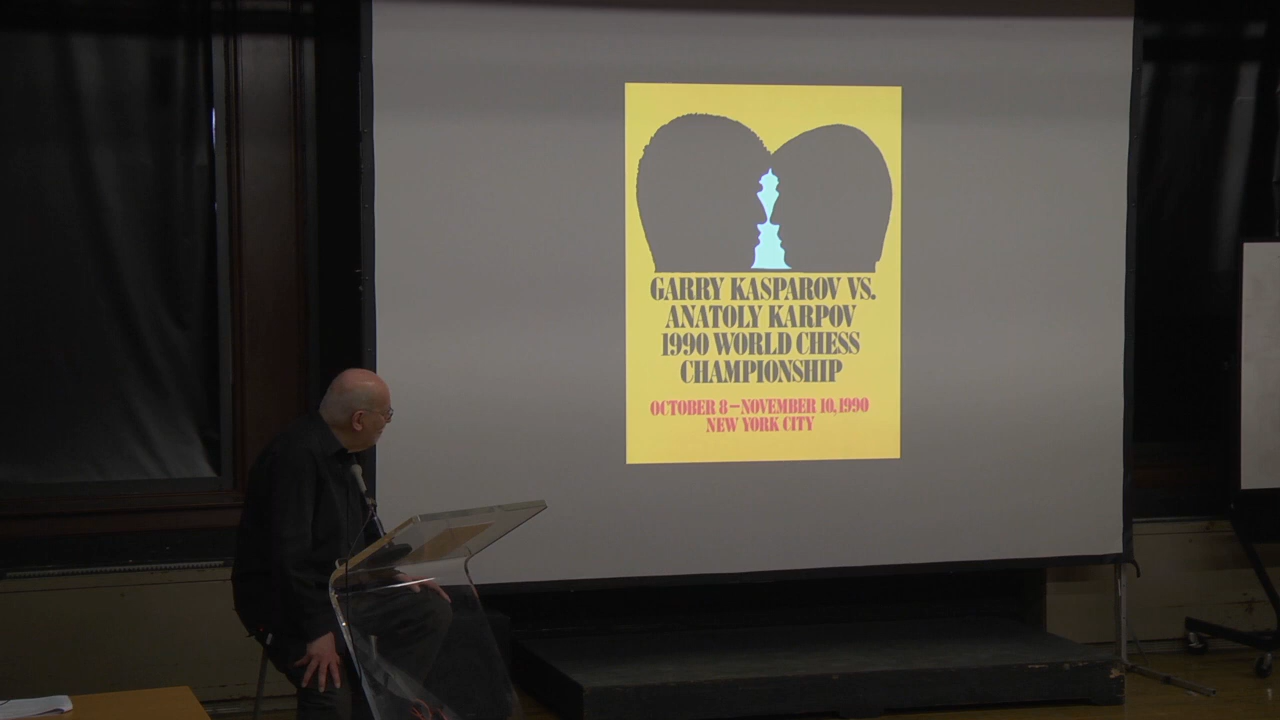 GARRY KASPAROV VS.
ANATOLY KARPOV
1990 WORLD CHESS
CHAMPIONSHIP
OCTOBER 8–NOVEMBER 10, 1990
NEW YORK CITY